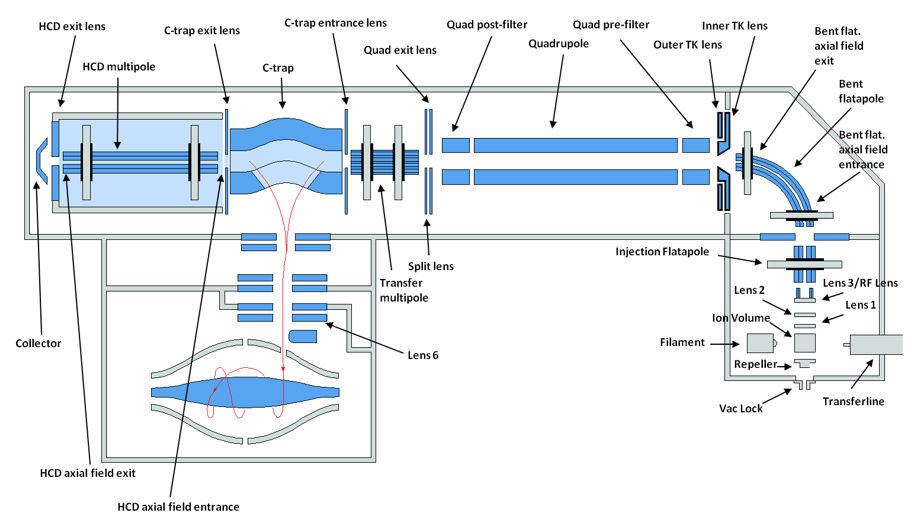 HCD exit lens
C-trap exit lens
C-trap entrance lens
Quad post-filter
Quad pre-filter
Inner TK lens
Bent flat.
axial field
exit
HCD multipole
C-trap
Quad exit lens
Quadrupole
Outer TK lens
Bent
flatapole
Bent flat.
axial field
entrance
Injection Flatapole
Split lens
Transfer
multipole
Lens 2
Lens 3/RF Lens
Lens 1
Ion Volume
Filament
Collector
Lens 6
Repeller
Vac Lock
Transferline
HCD axial field exit
HCD axial field entrance